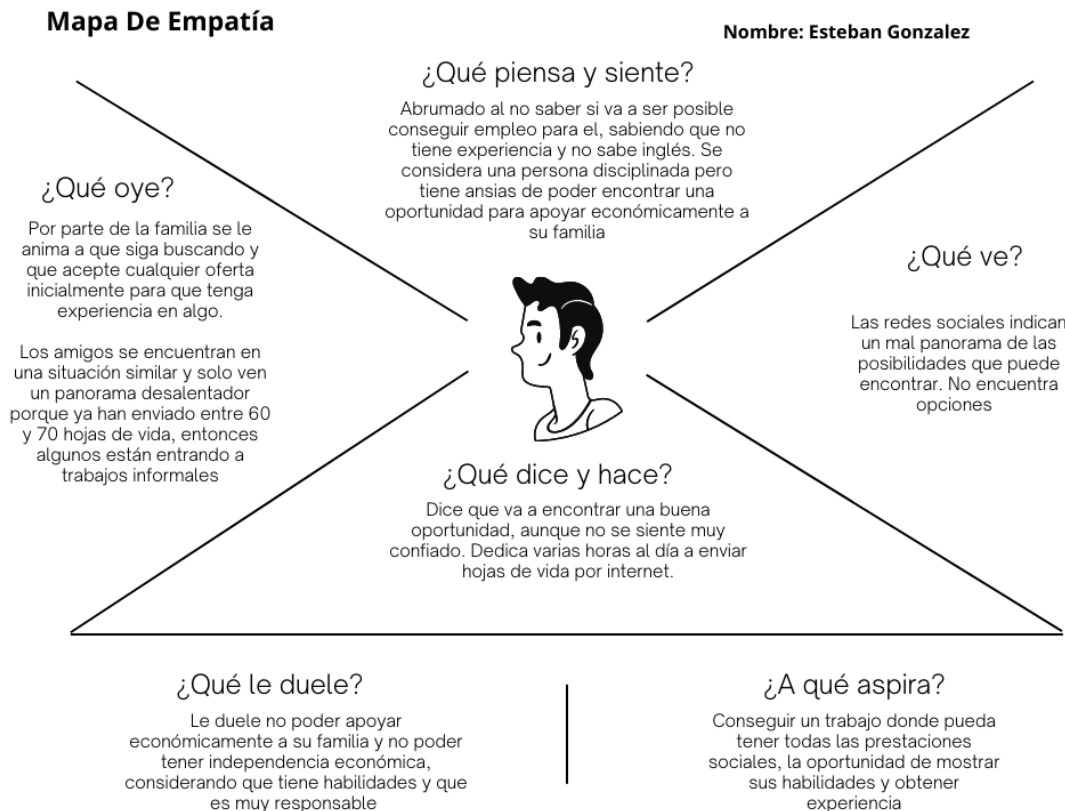 Mapa De Empatía
Nombre: Esteban Gonzalez
¿Qué piensa y siente?
Abrumado al no saber si va a ser posible
conseguir empleo para el, sabiendo que no
tiene experiencia y no sabe inglés. Se
considera una persona disciplinada pero
tiene ansias de poder encontrar una
oportunidad para apoyar económicamente a
su familia
¿Qué oye?
Por parte de la familia se le
anima a que siga buscando y
que acepte cualquier oferta
inicialmente para que tenga
experiencia en algo.
Los amigos se encuentran en
una situación similar y solo ven
un panorama desalentador
porque ya han enviado entre 60
y 70 hojas de vida, entonces
algunos están entrando a
trabajos informales
¿Qué ve?
Las redes sociales indican
un mal panorama de las
posibilidades que puede
encontrar. No encuentra
opciones
¿Qué dice y hace?
Dice que va a encontrar una buena
oportunidad, aunque no se siente muy
confiado. Dedica varias horas al día a enviar
hojas de vida por internet.
¿Qué le duele?
Le duele no poder apoyar
económicamente a su familia y no poder
tener independencia económica,
considerando que tiene habilidades y que
es muy responsable
¿A qué aspira?
Conseguir un trabajo donde pueda
tener todas las prestaciones
sociales, la oportunidad de mostrar
sus habilidades y obtener
experiencia